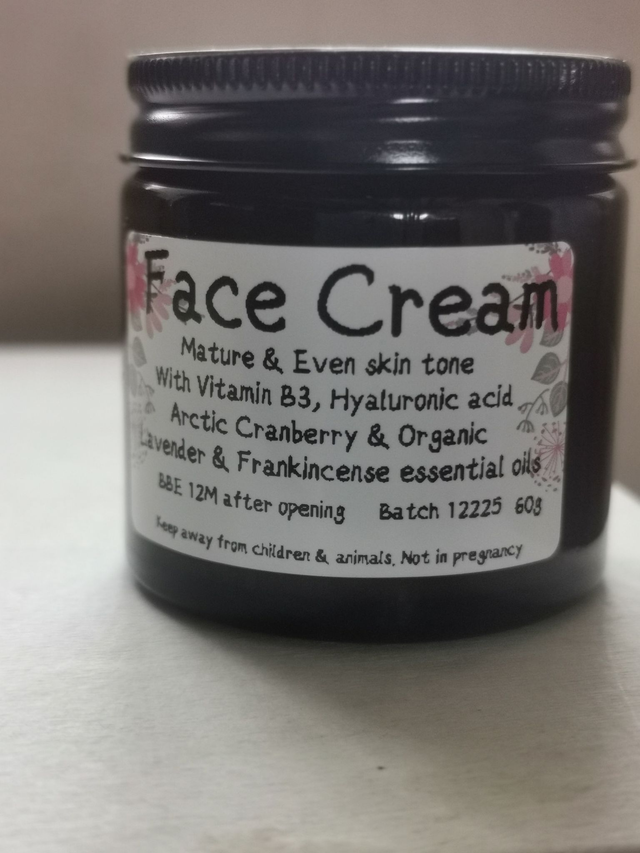 Face Cream
Mature & Even skin tone
With Vitamin B3, Hyaluronic acid
Arctic Cranberry & Organic
Lavender & Frankincense essential oils
BBE 12M after opening Batch 12225 60g
Keep away from children & animals. Not in pregnancy